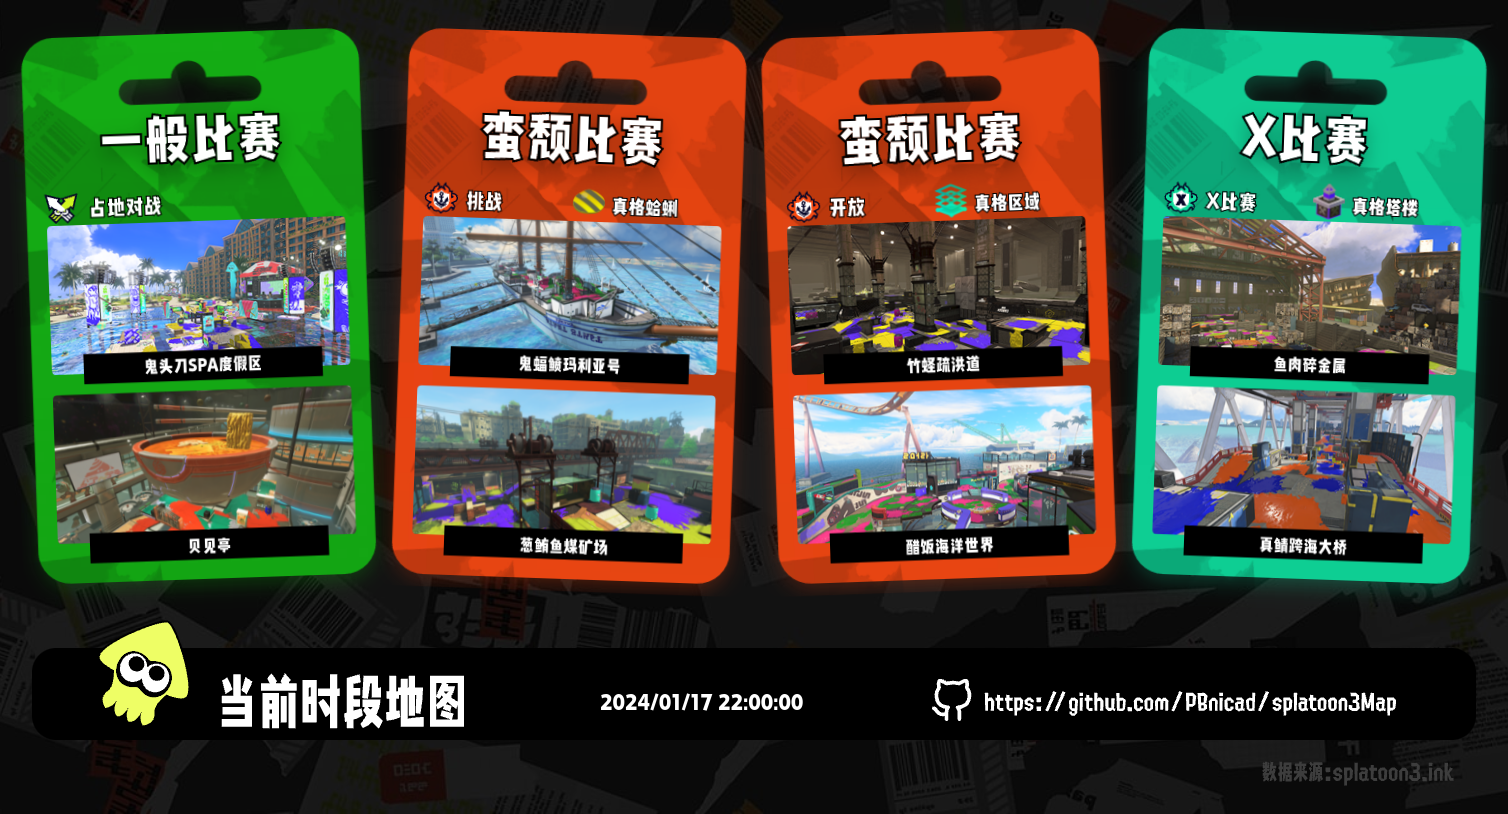 一般比赛
占地对战
鬼头刀SPA度假区
贝见亭
蛮颓比赛
挑战
真格蛤蜊
鬼蝠鲼玛利亚号
葱鲔鱼煤矿场
蛮颓比赛
开放
真格区域
竹蛏疏洪道
醋饭海洋世界
X比赛
X比赛
真格塔楼
鱼肉碎金属
真鲭跨海大桥
当前时段地图
2024/01/17 22:00:00
https://github.com/PBnicad/splatoon3Map
数据来源:splatoon3.ink